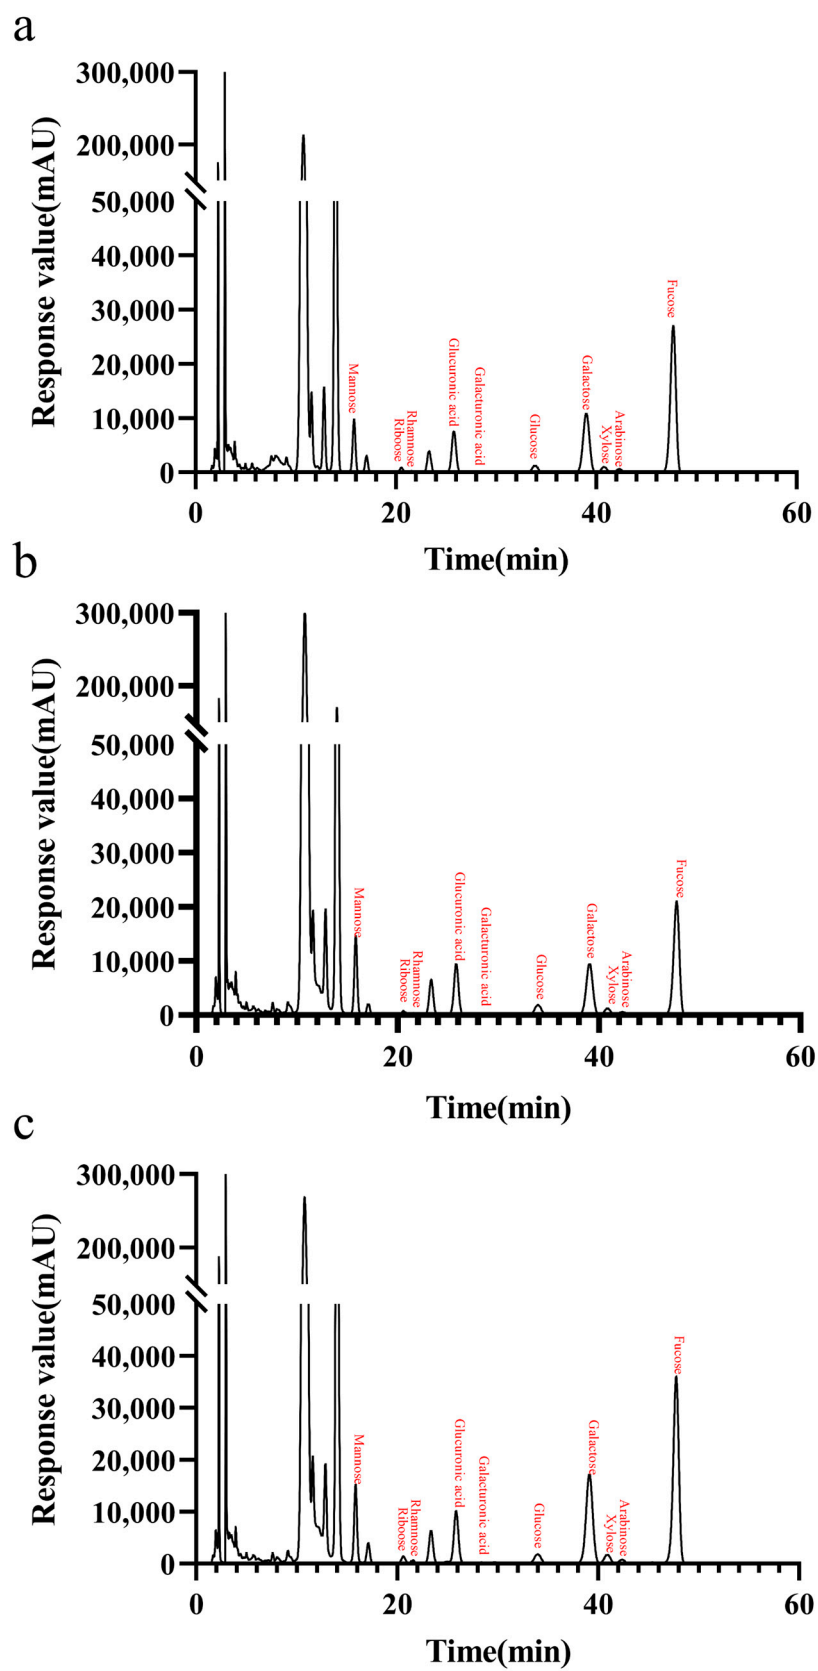 a
300,000
200,000
50,000
40,000
30,000
20,000
10,000
0
Response value(mAU)
Mannose
Riboose
Rhamnose
Glucuronic acid
Galacturonic acid
Glucose
Galactose
Xylose
Arabinose
Fucose
0
20
40
60
Time(min)
b
300,000
200,000
50,000
40,000
30,000
20,000
10,000
0
Response value(mAU)
Mannose
Riboose
Rhamnose
Glucuronic acid
Galacturonic acid
Glucose
Galactose
Xylose
Arabinose
Fucose
0
20
40
60
Time(min)
c
300,000
200,000
50,000
40,000
30,000
20,000
10,000
0
Response value(mAU)
Mannose
Riboose
Rhamnose
Glucuronic acid
Galacturonic acid
Glucose
Galactose
Xylose
Arabinose
Fucose
0
20
40
60
Time(min)